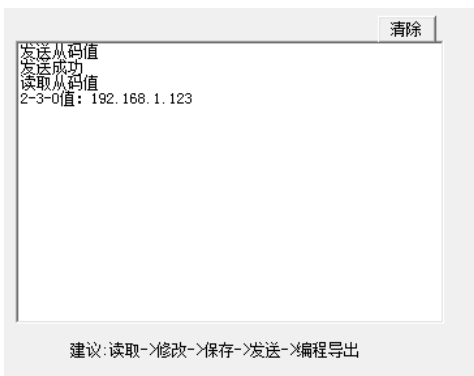 清除
发送从码值
发送成功
读取从码值
2-3-0值：192.168.1.123
建议:读取->修改->保存->发送->编程导出